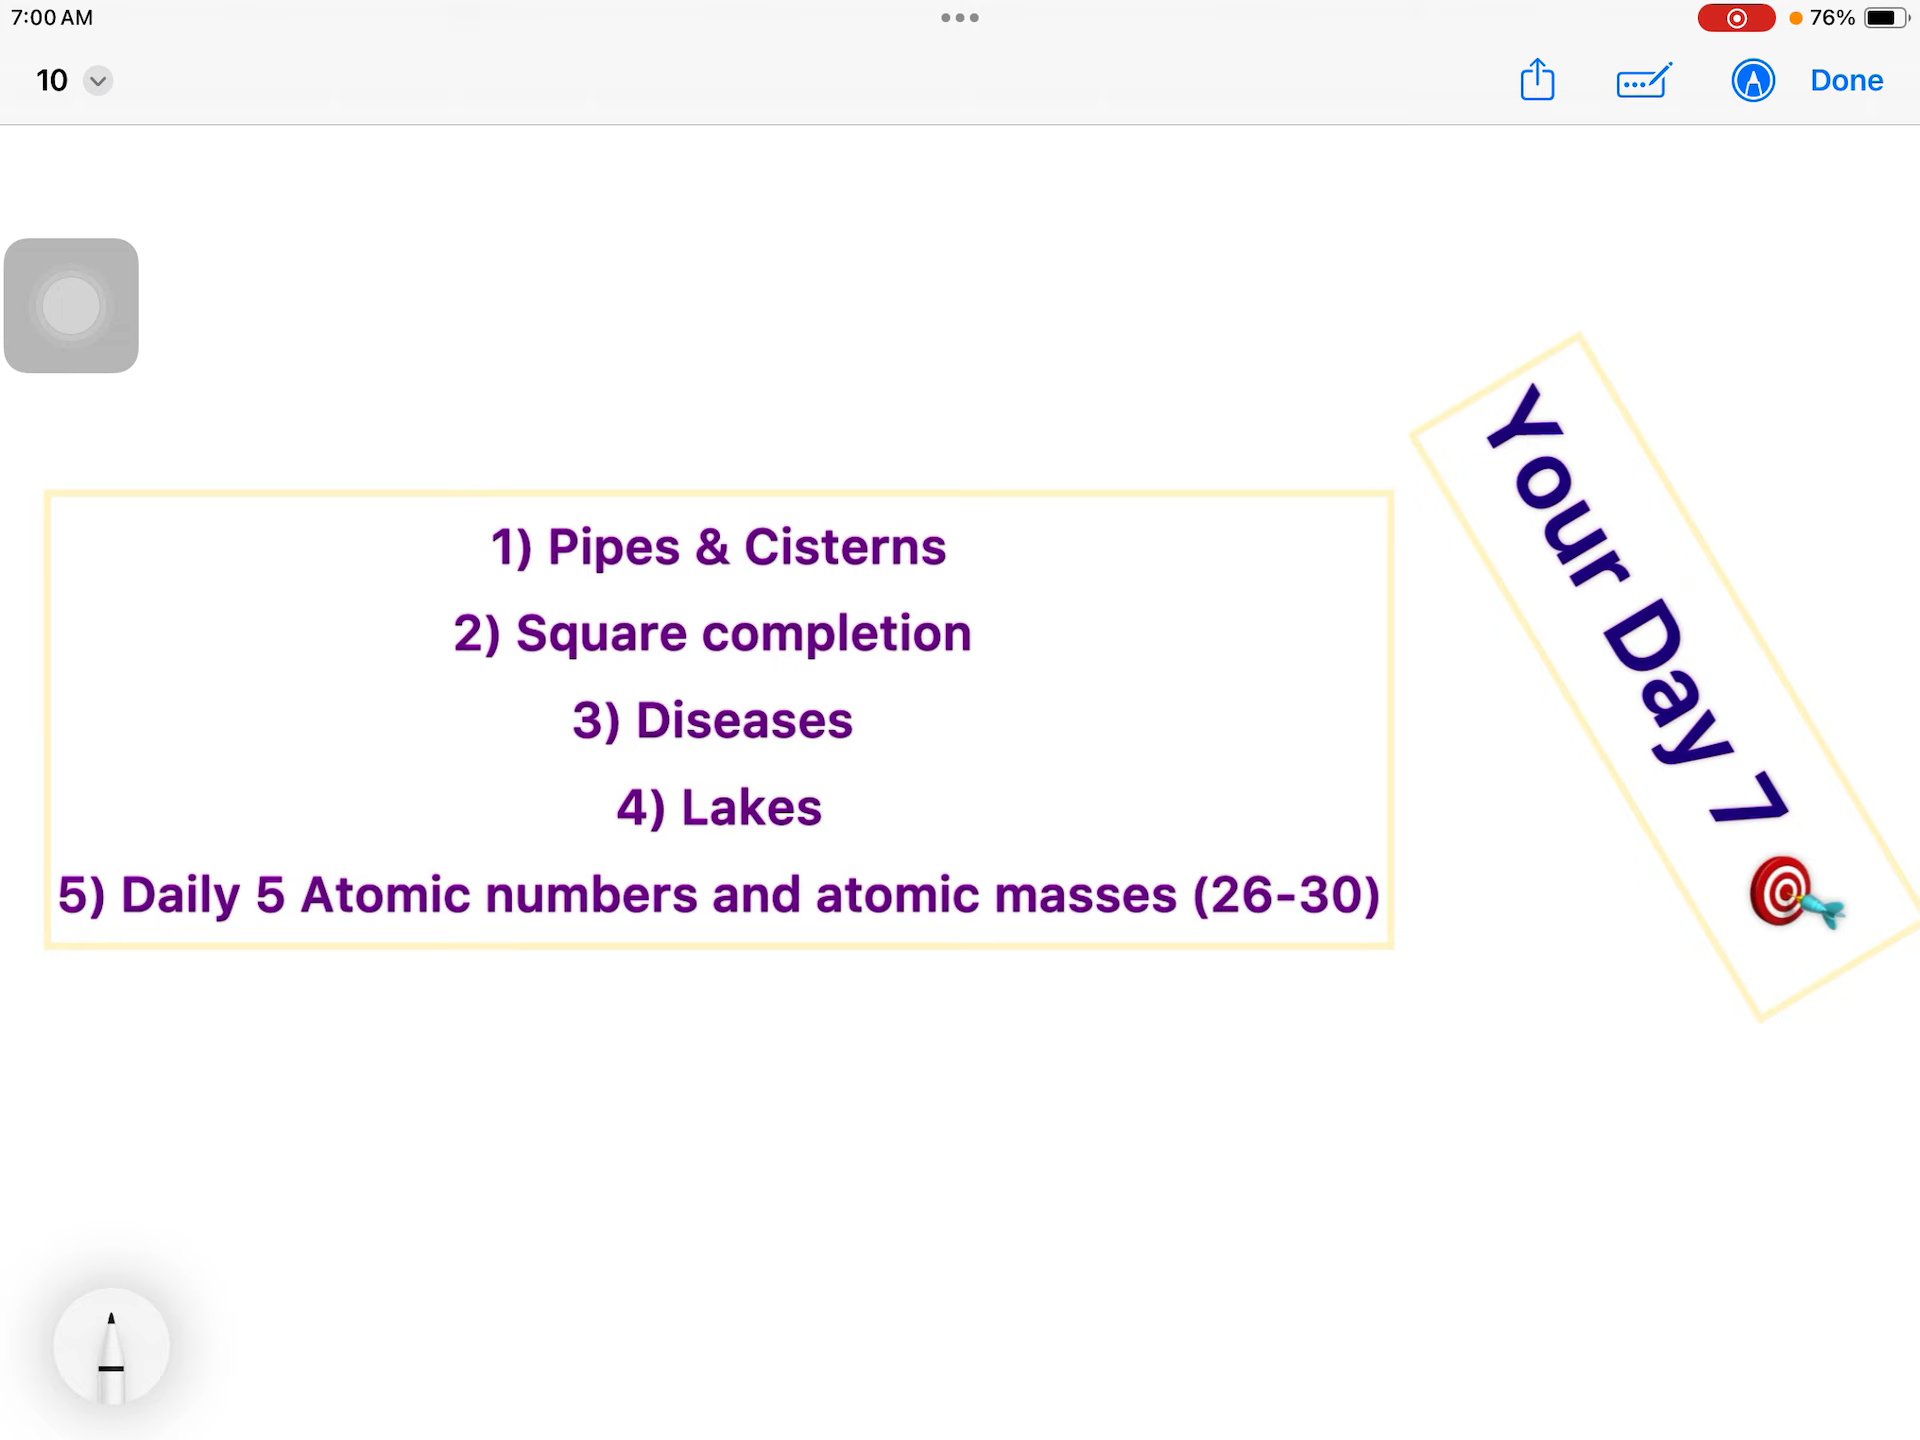 7:00 AM
76%
10
Done
1) Pipes & Cisterns
2) Square completion
3) Diseases
4) Lakes
5) Daily 5 Atomic numbers and atomic masses (26-30)
Your Day 7 🎯